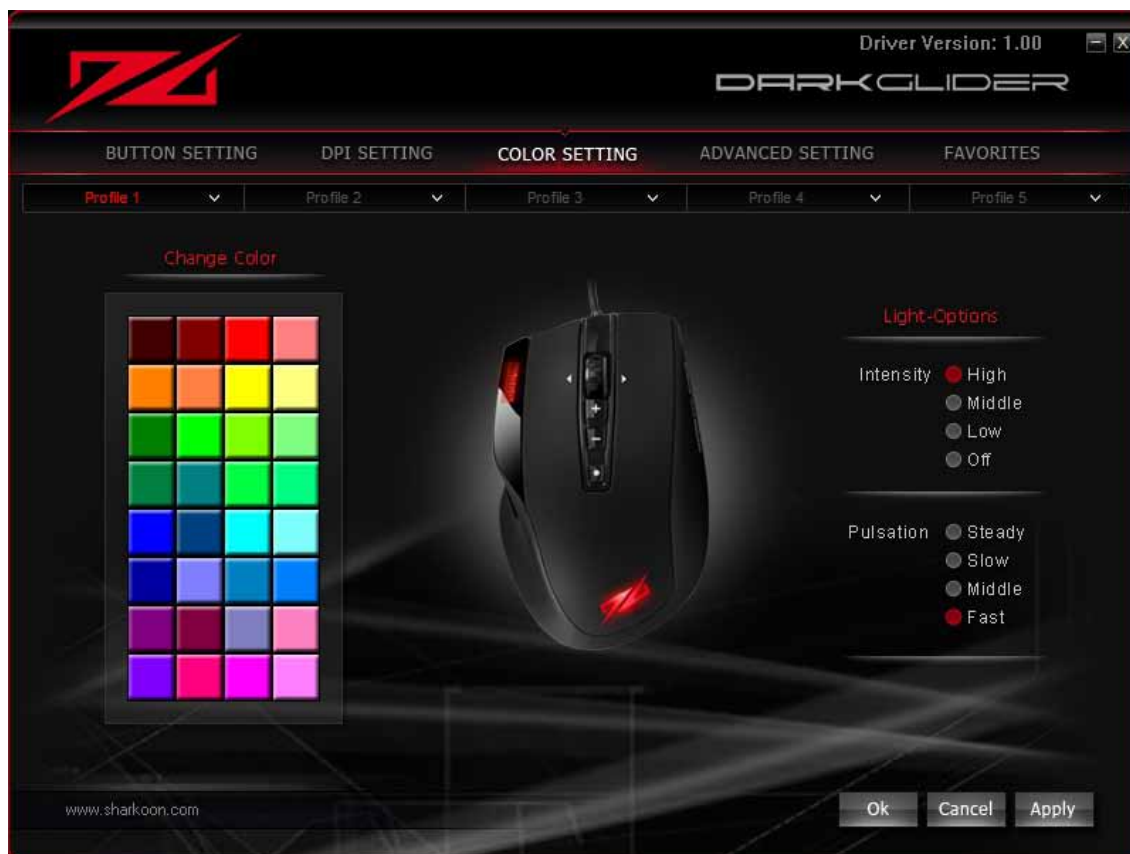 Driver Version: 1.00
DARKGLIDER
BUTTON SETTING DPI SETTING COLOR SETTING ADVANCED SETTING FAVORITES
Profile 1 Profile 2 Profile 3 Profile 4 Profile 5
Change Color
Light-Options
Intensity High
Middle
Low
Off
Pulsation Steady
Slow
Middle
Fast
www.sharkoon.com
Ok Cancel Apply